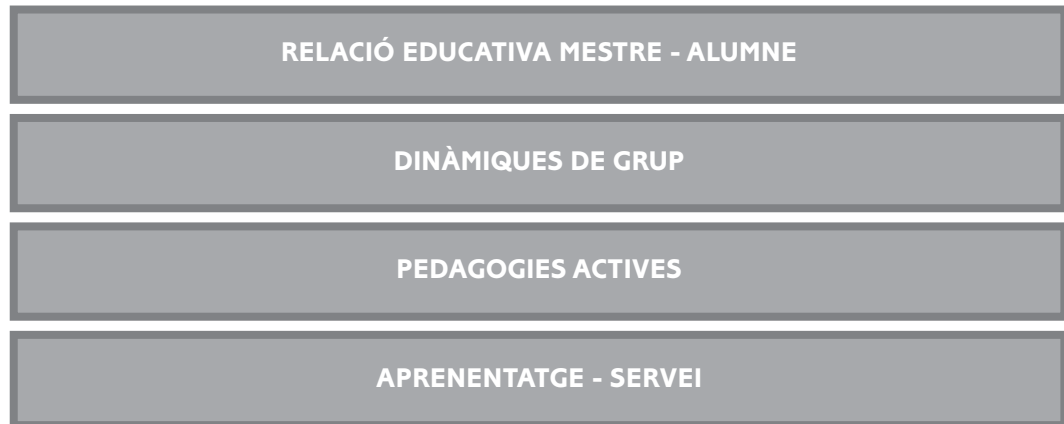 RELACIÓ EDUCATIVA MESTRE - ALUMNE
DINÀMIQUES DE GRUP
PEDAGOGIES ACTIVES
APRENENTATGE - SERVEI